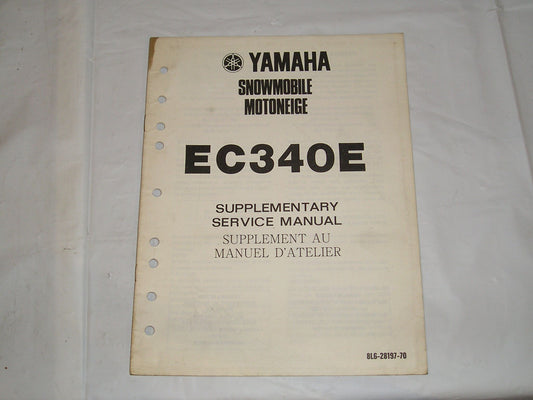 YAMAHA
SNOWMOBILE
MOTONEIGE
EC340E
SUPPLEMENTARY
SERVICE MANUAL
SUPPLEMENT AU
MANUEL D'ATELIER
8L6-28197-70